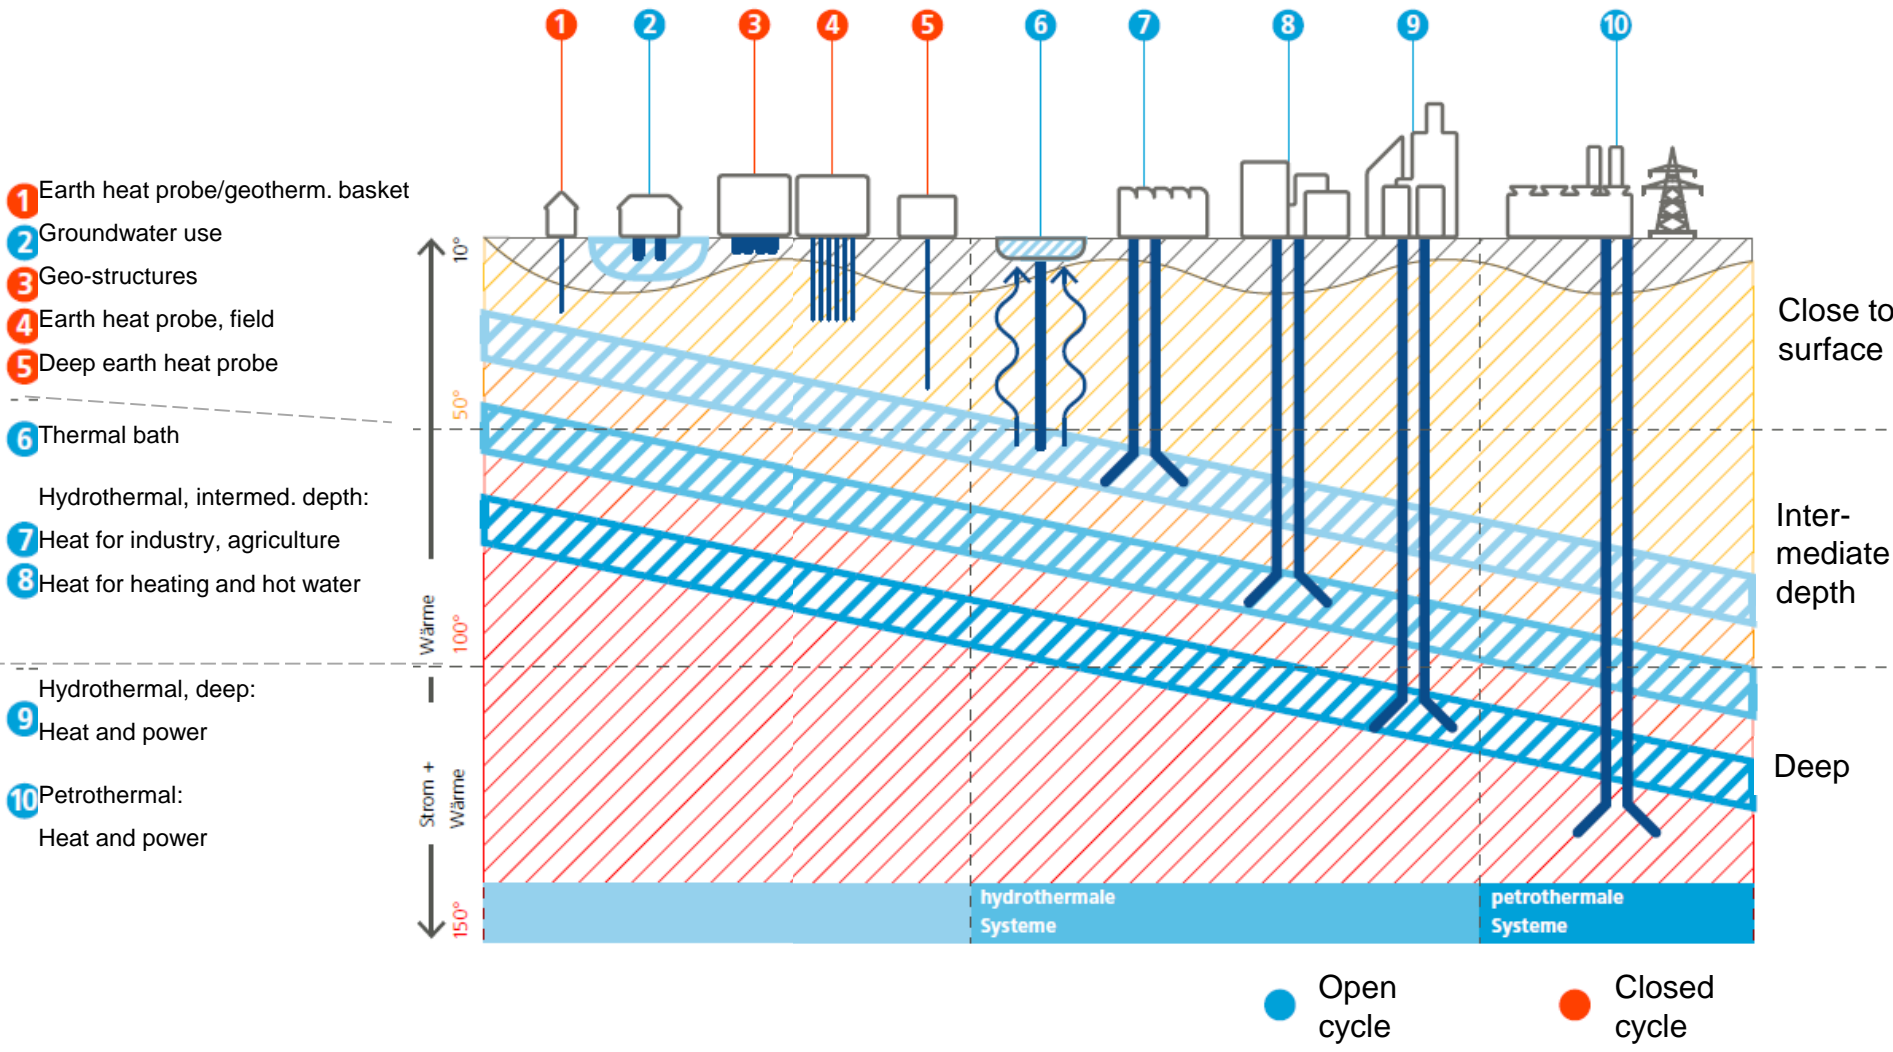 1 2 3 4 5 6 7 8 9 10
1 Earth heat probe/geotherm. basket
2 Groundwater use
3 Geo-structures
4 Earth heat probe, field
5 Deep earth heat probe
6 Thermal bath
Hydrothermal, intermed. depth:
7 Heat for industry, agriculture
8 Heat for heating and hot water
Hydrothermal, deep:
9 Heat and power
10 Petrothermal:
Heat and power
10°
50°
100°
150°
Wärme
Strom +
Wärme
Close to
surface
Inter-
mediate
depth
Deep
hydrothermale
Systeme
petrothermale
Systeme
Open
cycle
Closed
cycle